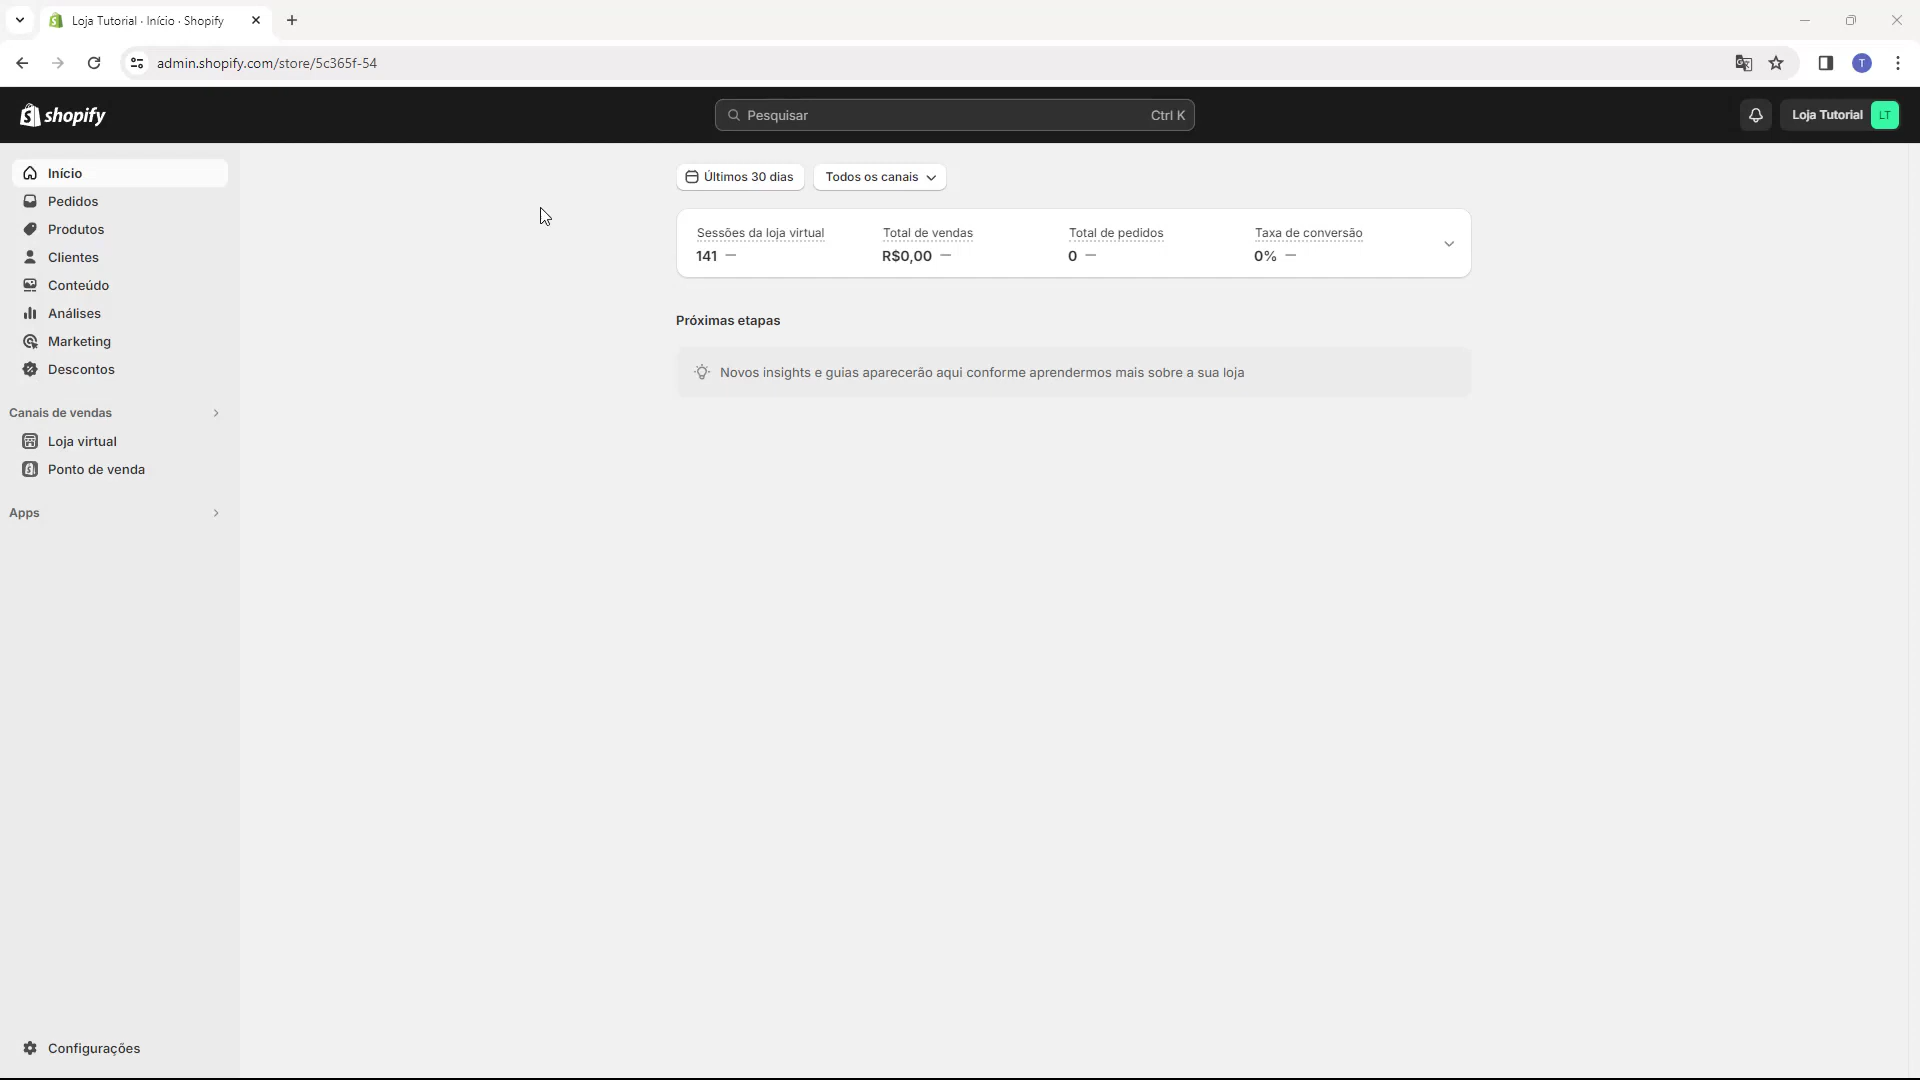 Loja Tutorial · Início · Shopify
admin.shopify.com/store/5c365f-54
T
shopify
Pesquisar
Ctrl K
Loja Tutorial
LT
Início
Pedidos
Produtos
Clientes
Conteúdo
Análises
Marketing
Descontos
Canais de vendas
Loja virtual
Ponto de venda
Apps
Configurações
Últimos 30 dias
Todos os canais
Sessões da loja virtual
141 —
Total de vendas
R$0,00 —
Total de pedidos
0 —
Taxa de conversão
0% —
Próximas etapas
Novos insights e guias aparecerão aqui conforme aprendermos mais sobre a sua loja